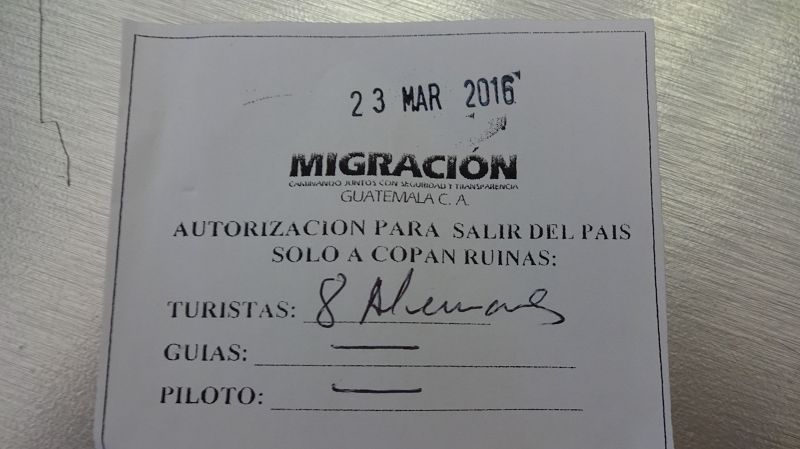 23 MAR 2016
MIGRACIÓN
CAMINANDO JUNTOS CON SEGURIDAD Y TRANSPARENCIA
GUATEMALA C. A.
AUTORIZACION PARA SALIR DEL PAIS
SOLO A COPAN RUINAS:
TURISTAS: 8 Alemanes
GUIAS:
PILOTO: